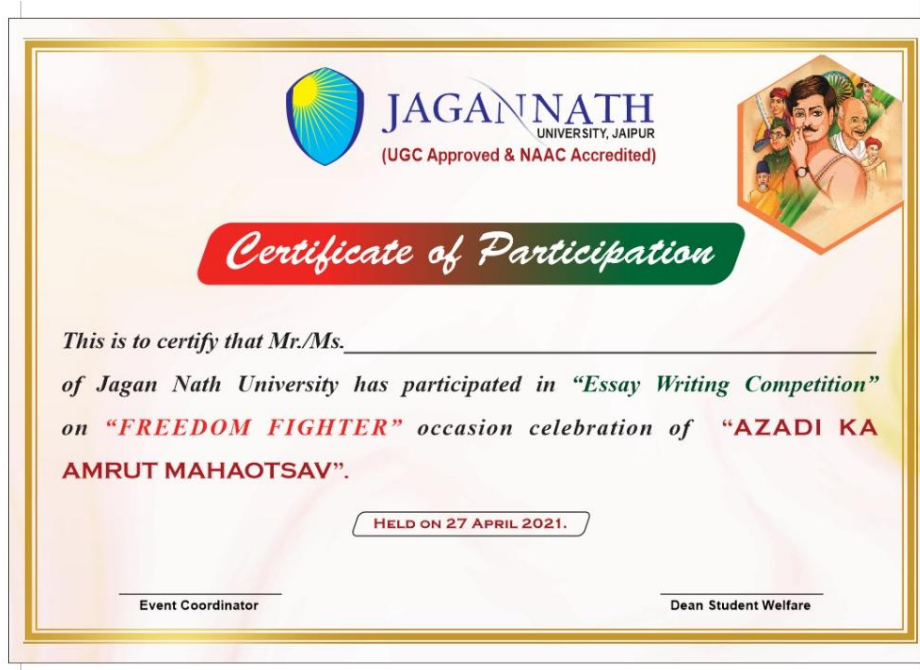 JAGANNATH
UNIVERSITY, JAIPUR
(UGC Approved & NAAC Accredited)
Certificate of Participation
This is to certify that Mr./Ms.
of Jagan Nath University has participated in “Essay Writing Competition”
on “FREEDOM FIGHTER” occasion celebration of “AZADI KA
AMRUT MAHAOTSAV”.
HELD ON 27 APRIL 2021.
Event Coordinator
Dean Student Welfare